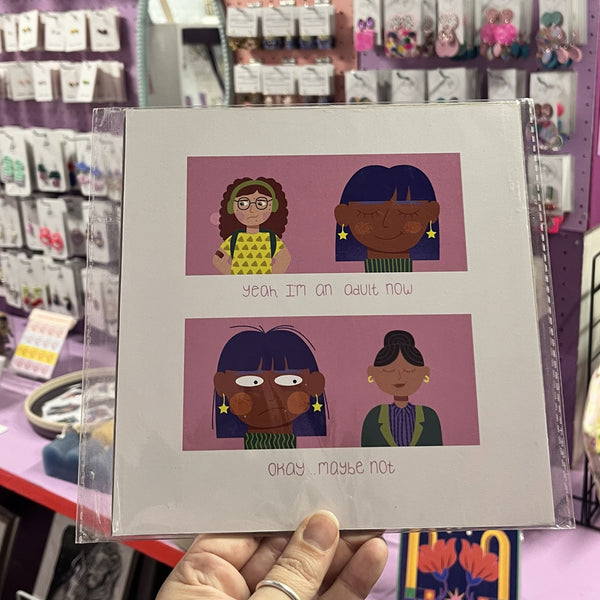 yeah, I'm an adult now
okay...maybe not